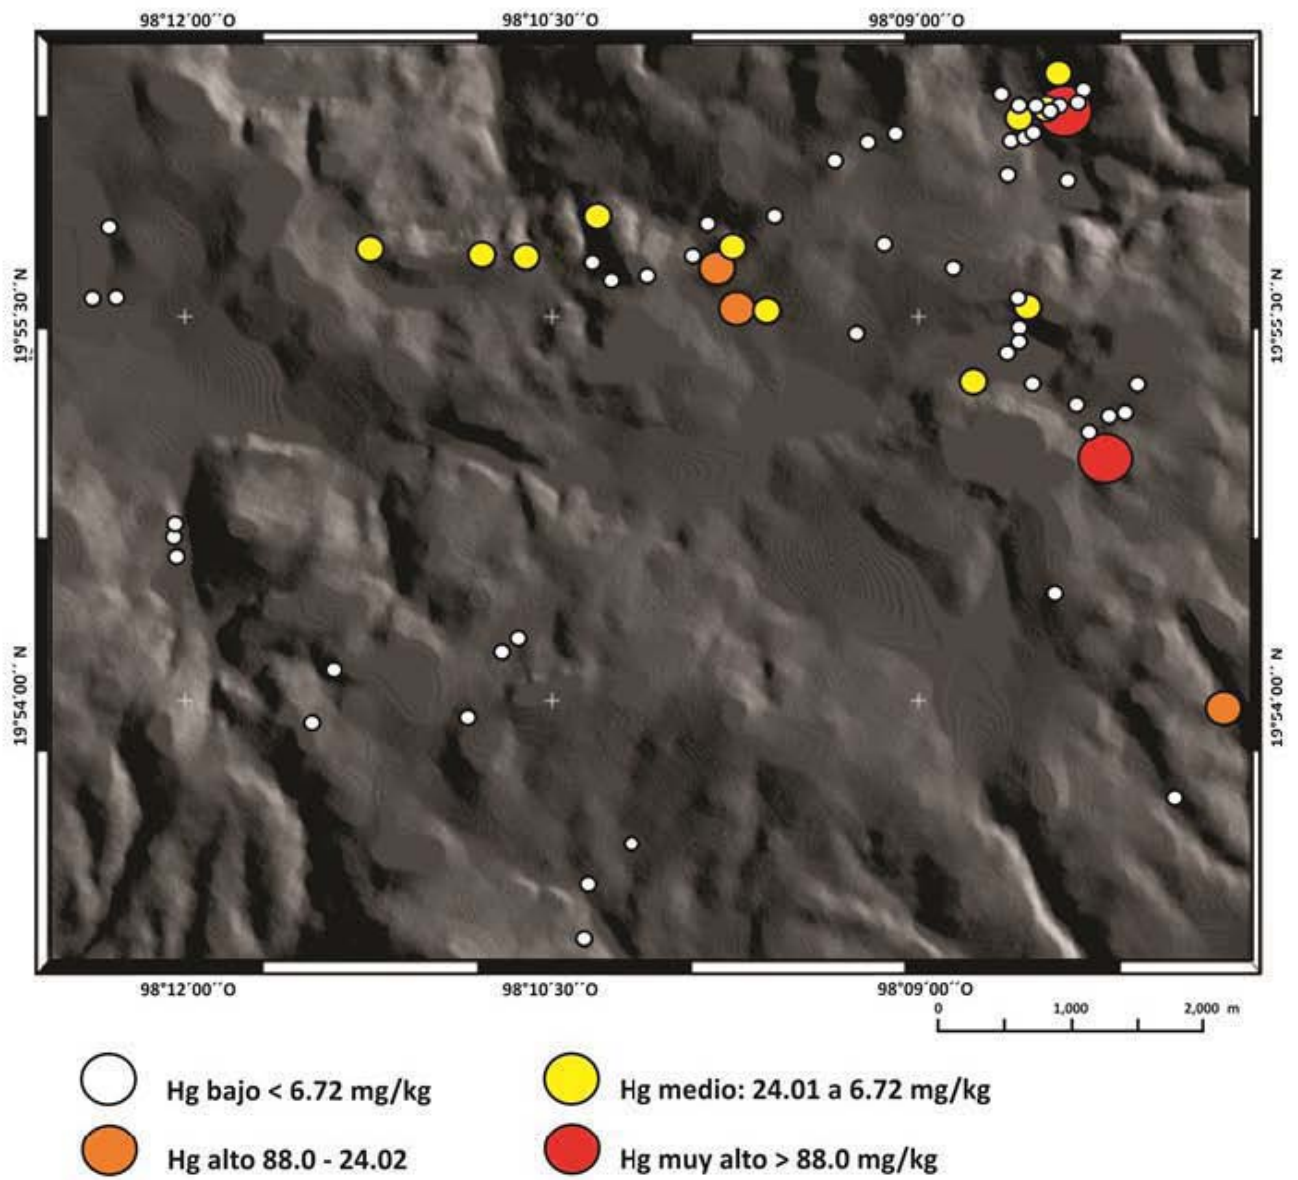 98°12´00´´O 98°10´30´´O 98°09´00´´O
19°55´30´´ N
19°55´30´´ N
19°54´00´´ N
19°54´00´´ N
98°12´00´´O 98°10´30´´O 98°09´00´´O
0 1,000 2,000 m
Hg bajo < 6.72 mg/kg
Hg medio: 24.01 a 6.72 mg/kg
Hg alto 88.0 - 24.02
Hg muy alto > 88.0 mg/kg